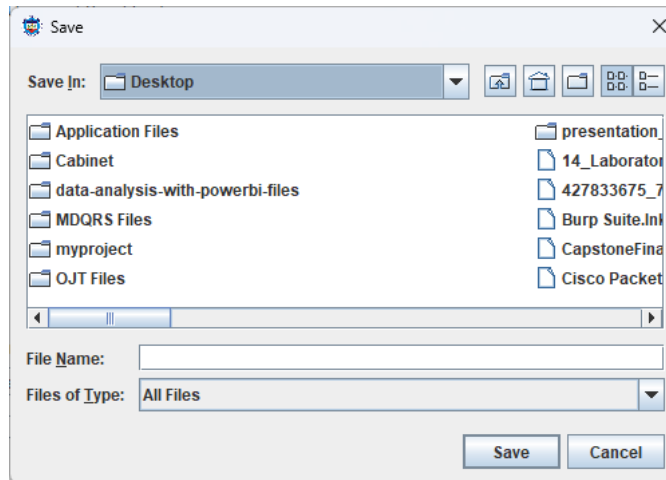 Save
Save In: Desktop
Application Files
Cabinet
data-analysis-with-powerbi-files
MDQRS Files
myproject
OJT Files
presentation_
14_Laborator
427833675_7
Burp Suite.lnk
CapstoneFina
Cisco Packet
File Name:
Files of Type: All Files
Save Cancel